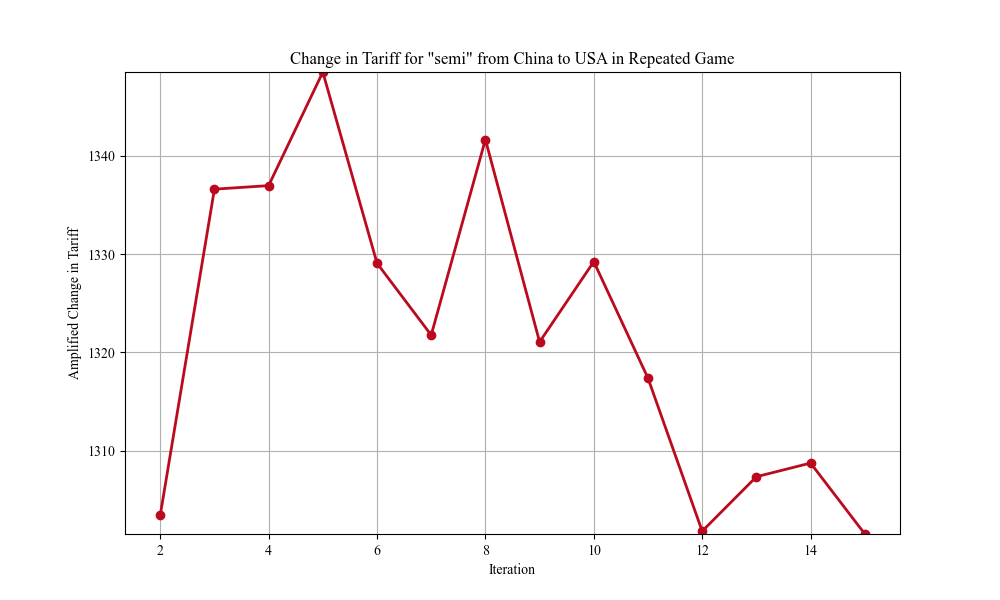 Change in Tariff for "semi" from China to USA in Repeated Game
Amplified Change in Tariff
1340
1330
1320
1310
2 4 6 8 10 12 14
Iteration